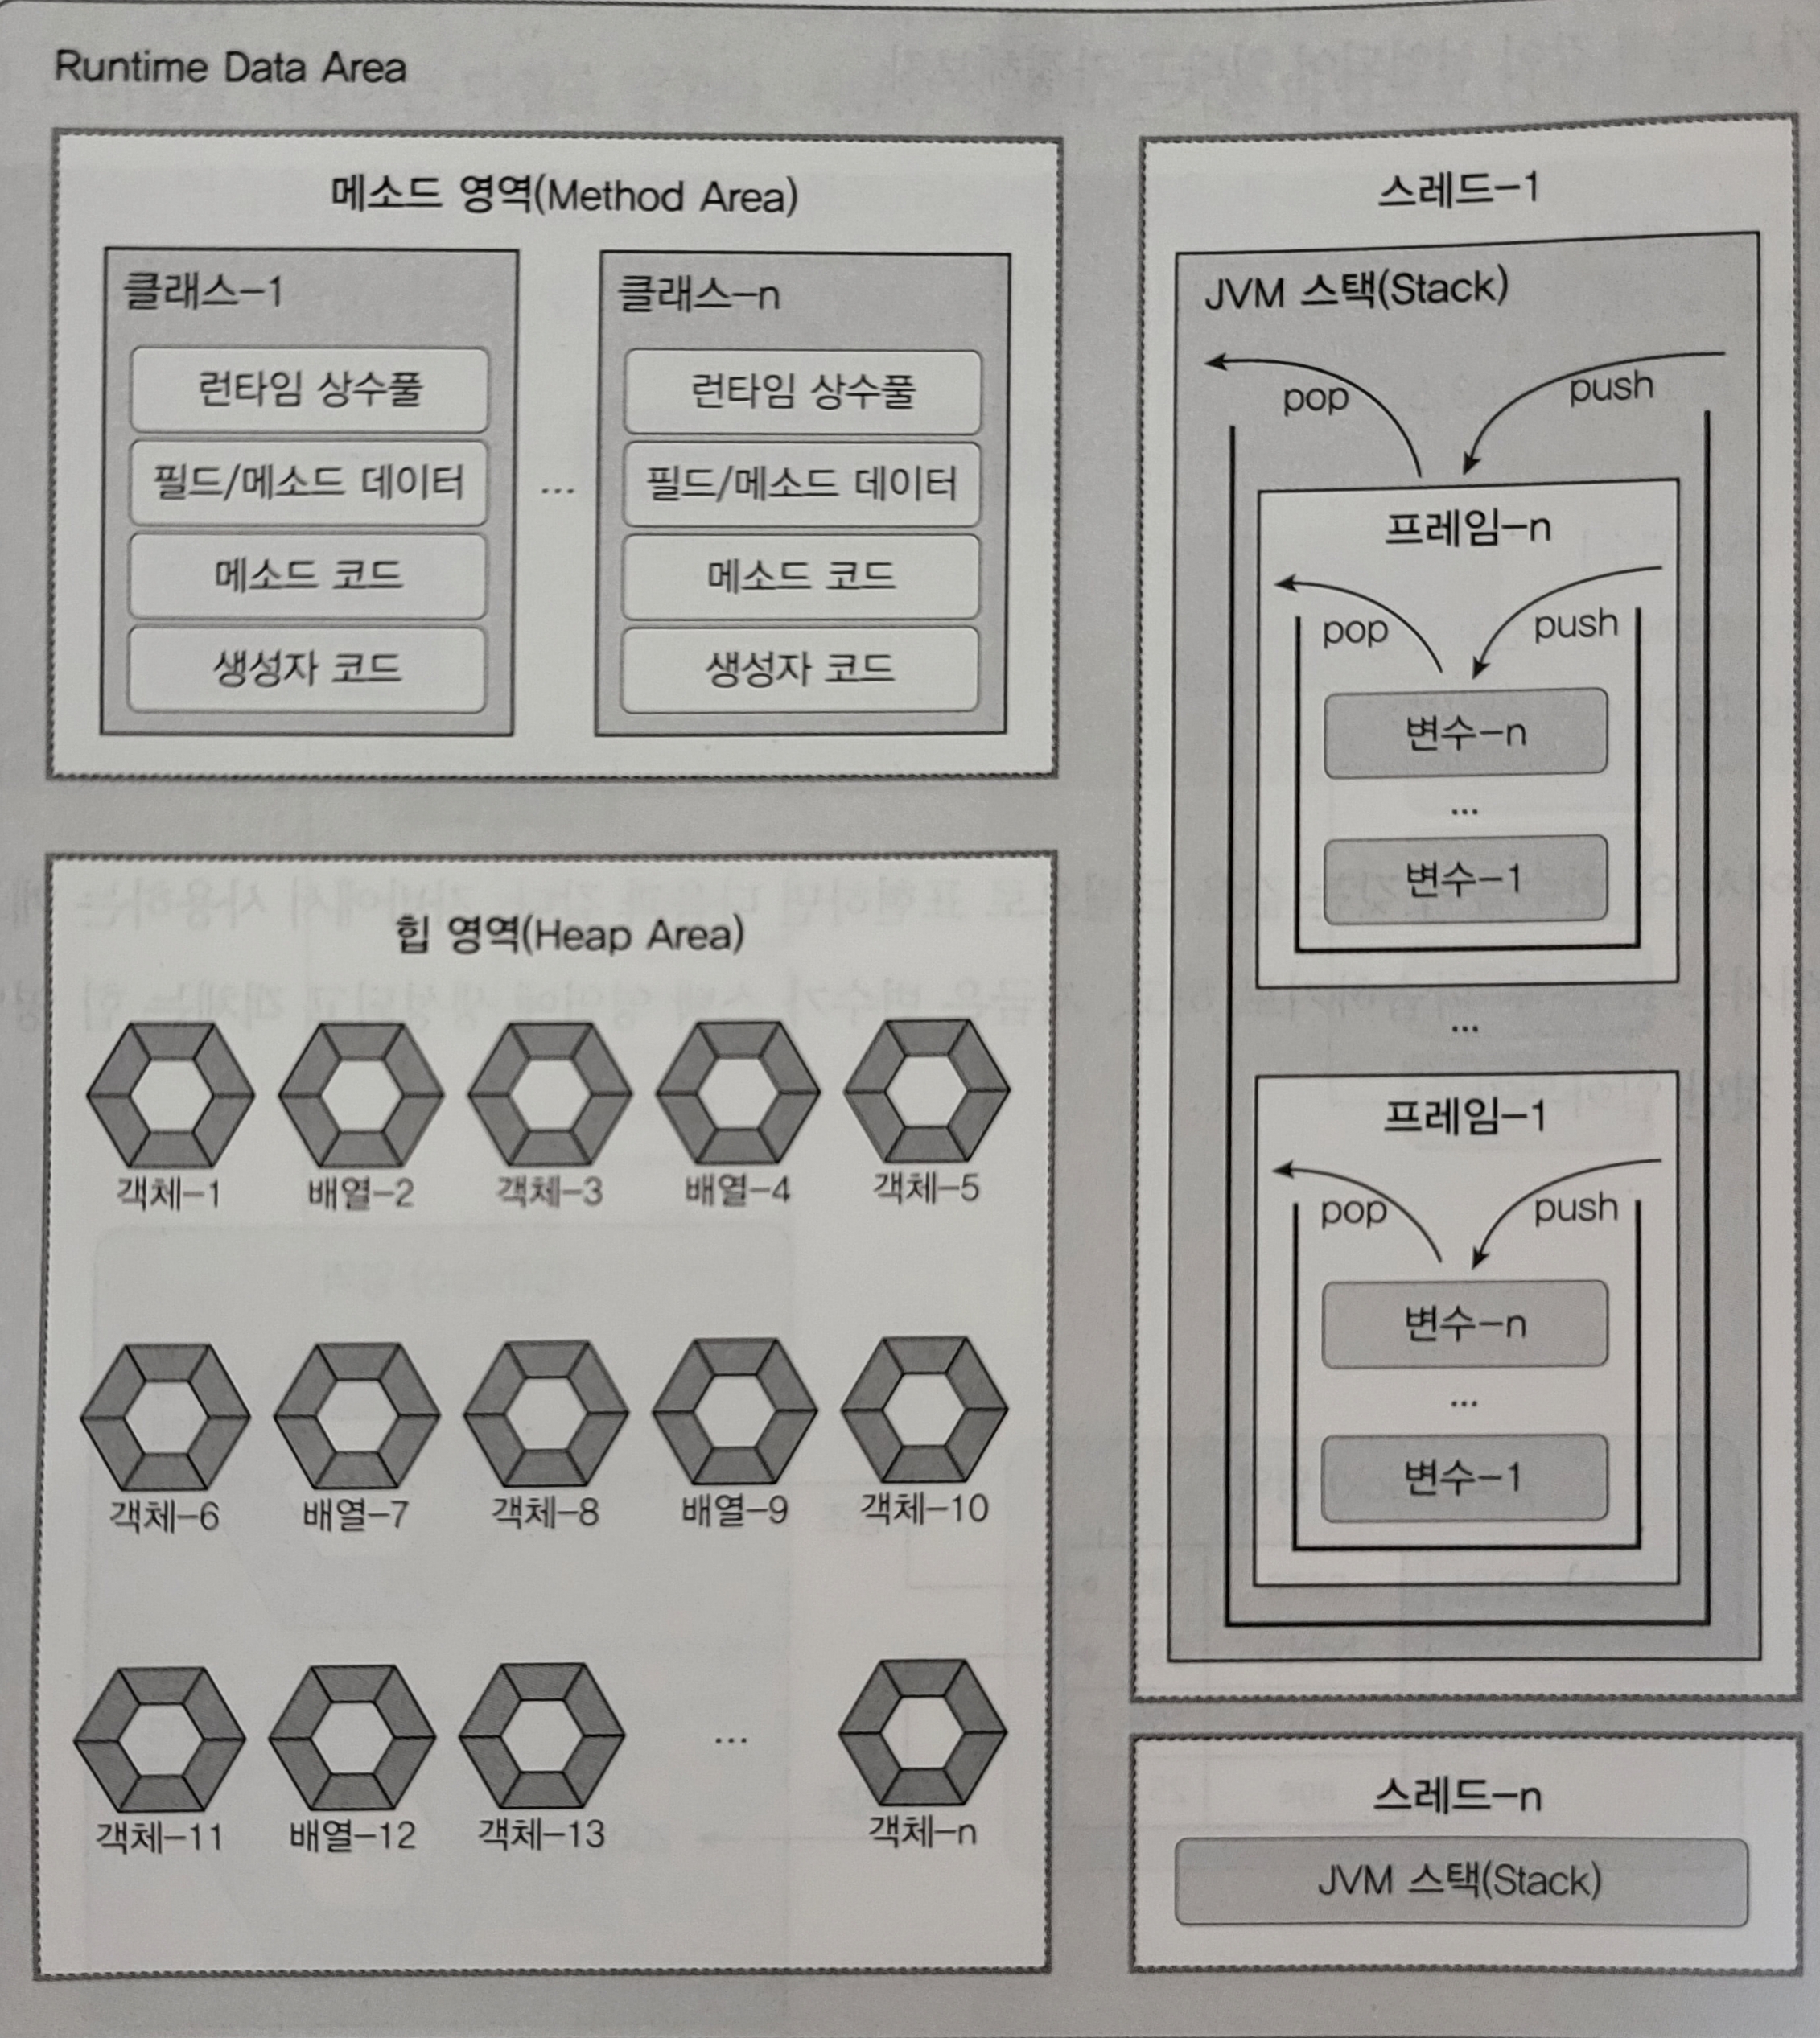 Runtime Data Area
메소드 영역(Method Area)
클래스-1
런타임 상수풀
필드/메소드 데이터
메소드 코드
생성자 코드
...
클래스-n
런타임 상수풀
필드/메소드 데이터
메소드 코드
생성자 코드
힙 영역(Heap Area)
객체-1 배열-2 객체-3 배열-4 객체-5
객체-6 배열-7 객체-8 배열-9 객체-10
객체-11 배열-12 객체-13 ... 객체-n
스레드-1
JVM 스택(Stack)
pop push
프레임-n
pop push
변수-n
...
변수-1
...
프레임-1
pop push
변수-n
...
변수-1
스레드-n
JVM 스택(Stack)